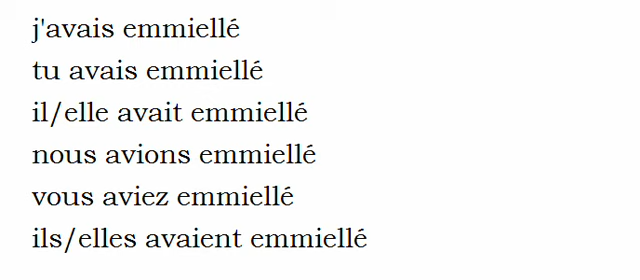 j'avais emmiellé
tu avais emmiellé
il/elle avait emmiellé
nous avions emmiellé
vous aviez emmiellé
ils/elles avaient emmiellé